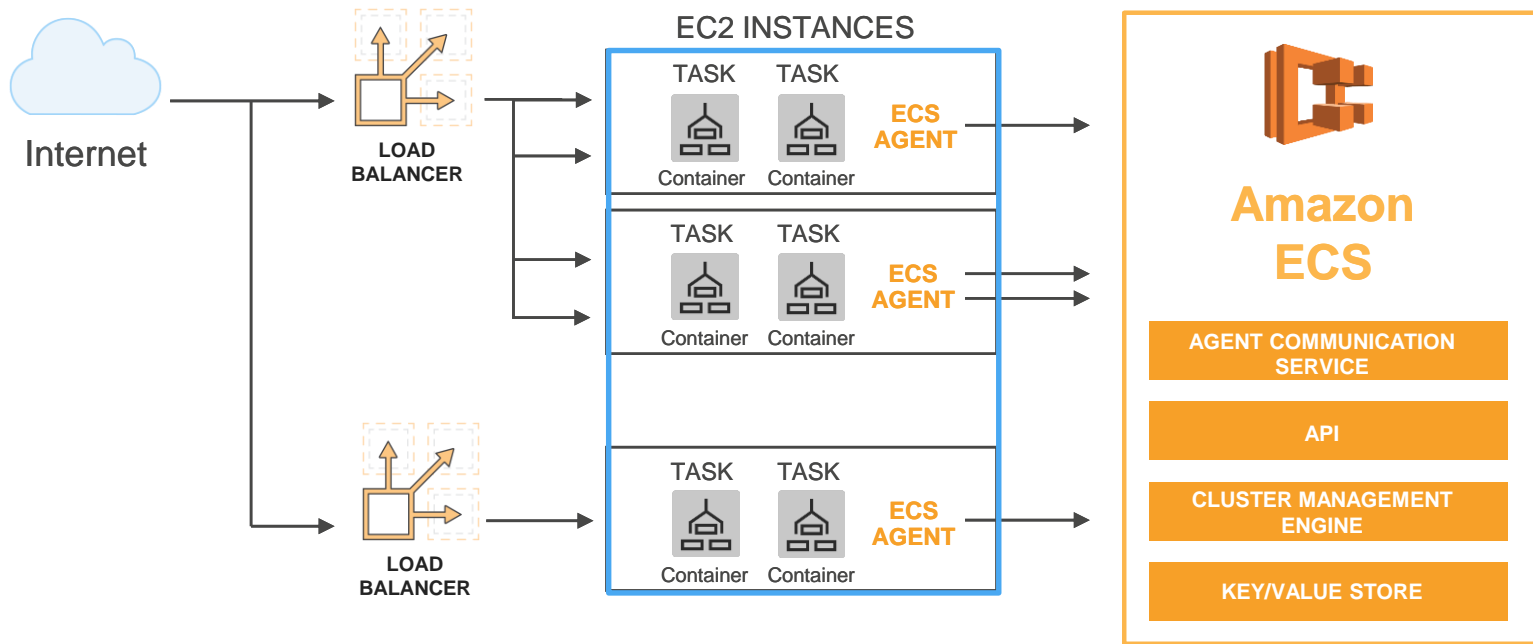 Internet
LOAD
BALANCER
LOAD
BALANCER
EC2 INSTANCES
TASK TASK
ECS
AGENT
Container Container
TASK TASK
ECS
AGENT
Container Container
TASK TASK
ECS
AGENT
Container Container
Amazon
ECS
AGENT COMMUNICATION
SERVICE
API
CLUSTER MANAGEMENT
ENGINE
KEY/VALUE STORE